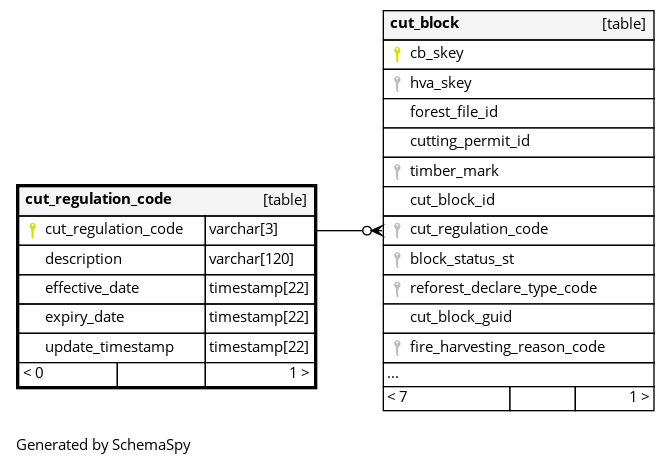 cut_block [table]
cb_skey
hva_skey
forest_file_id
cutting_permit_id
timber_mark
cut_block_id
cut_regulation_code
block_status_st
reforest_declare_type_code
cut_block_guid
fire_harvesting_reason_code
...
< 7 1 >
cut_regulation_code [table]
cut_regulation_code varchar[3]
description varchar[120]
effective_date timestamp[22]
expiry_date timestamp[22]
update_timestamp timestamp[22]
< 0 1 >
Generated by SchemaSpy